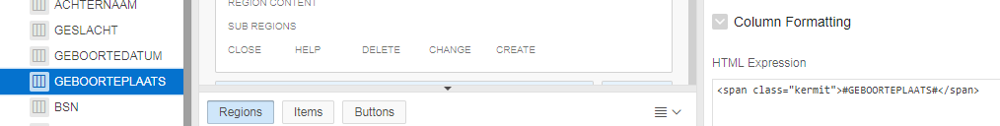 ACHTERNAAM
GESLACHT
GEBOORTEDATUM
GEBOORTEPLAATS
BSN
REGION CONTENT
SUB REGIONS
CLOSE HELP DELETE CHANGE CREATE
Regions Items Buttons
Column Formatting
HTML Expression
<span class="kermit">#GEBOORTEPLAATS#</span>